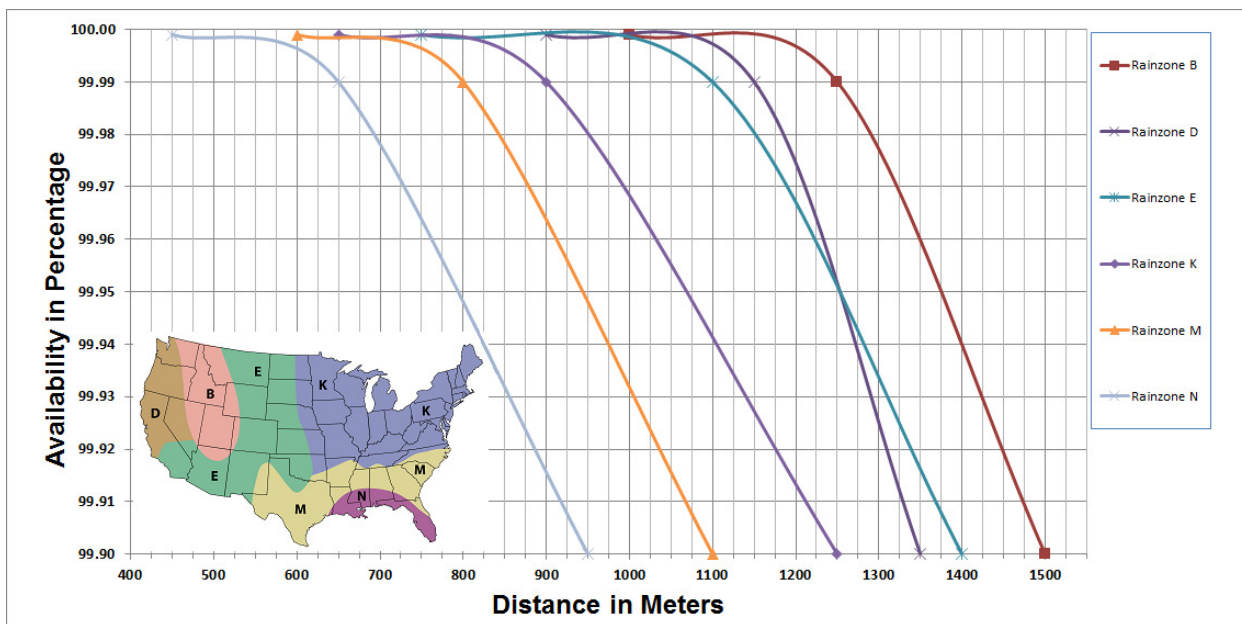 Availability in Percentage
100.00
99.99
99.98
99.97
99.96
99.95
99.94
99.93
99.92
99.91
99.90
400 500 600 700 800 900 1000 1100 1200 1300 1400 1500
Distance in Meters
Rainzone B
Rainzone D
Rainzone E
Rainzone K
Rainzone M
Rainzone N
E
K
B
D
K
E
M
N
M